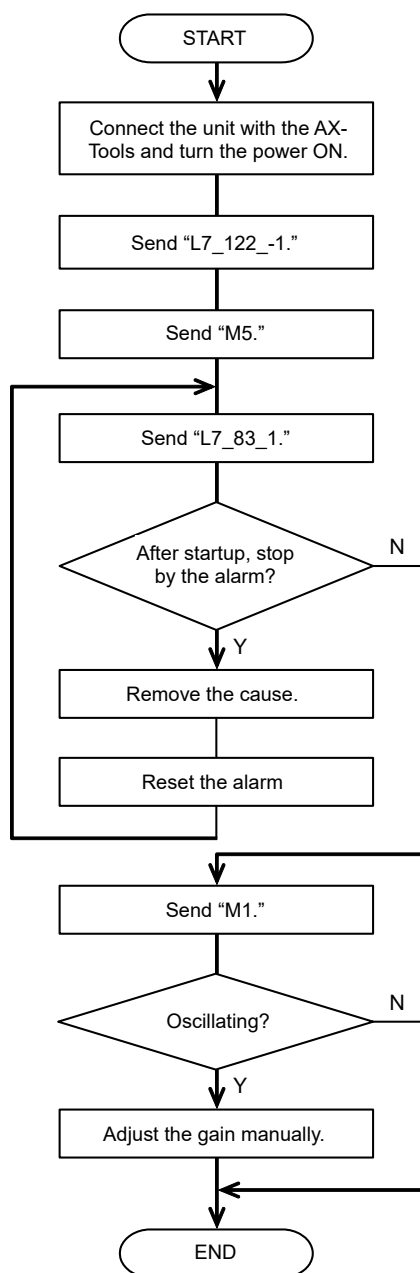 START
Connect the unit with the AX-
Tools and turn the power ON.
Send “L7_122_-1.”
Send “M5.”
Send “L7_83_1.”
After startup, stop
by the alarm?
N
Y
Remove the cause.
Reset the alarm
Send “M1.”
Oscillating?
N
Y
Adjust the gain manually.
END